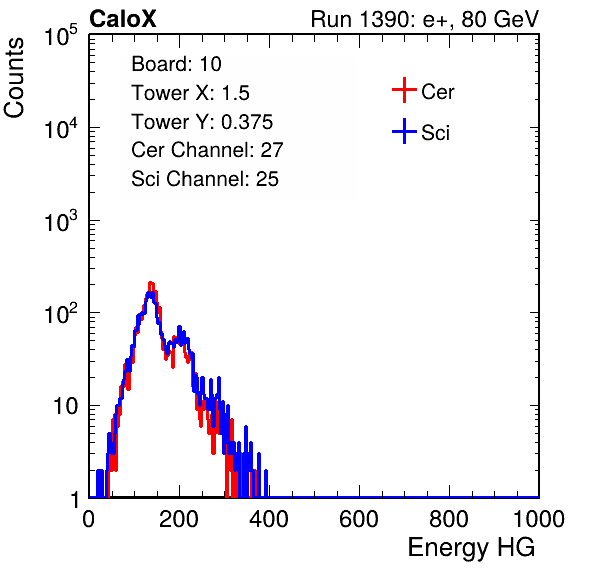 CaloX Run 1390: e+, 80 GeV
Counts
Board: 10
Tower X: 1.5
Tower Y: 0.375
Cer Channel: 27
Sci Channel: 25
Cer
Sci
10^5
10^4
10^3
10^2
10
1
0 200 400 600 800 1000
Energy HG